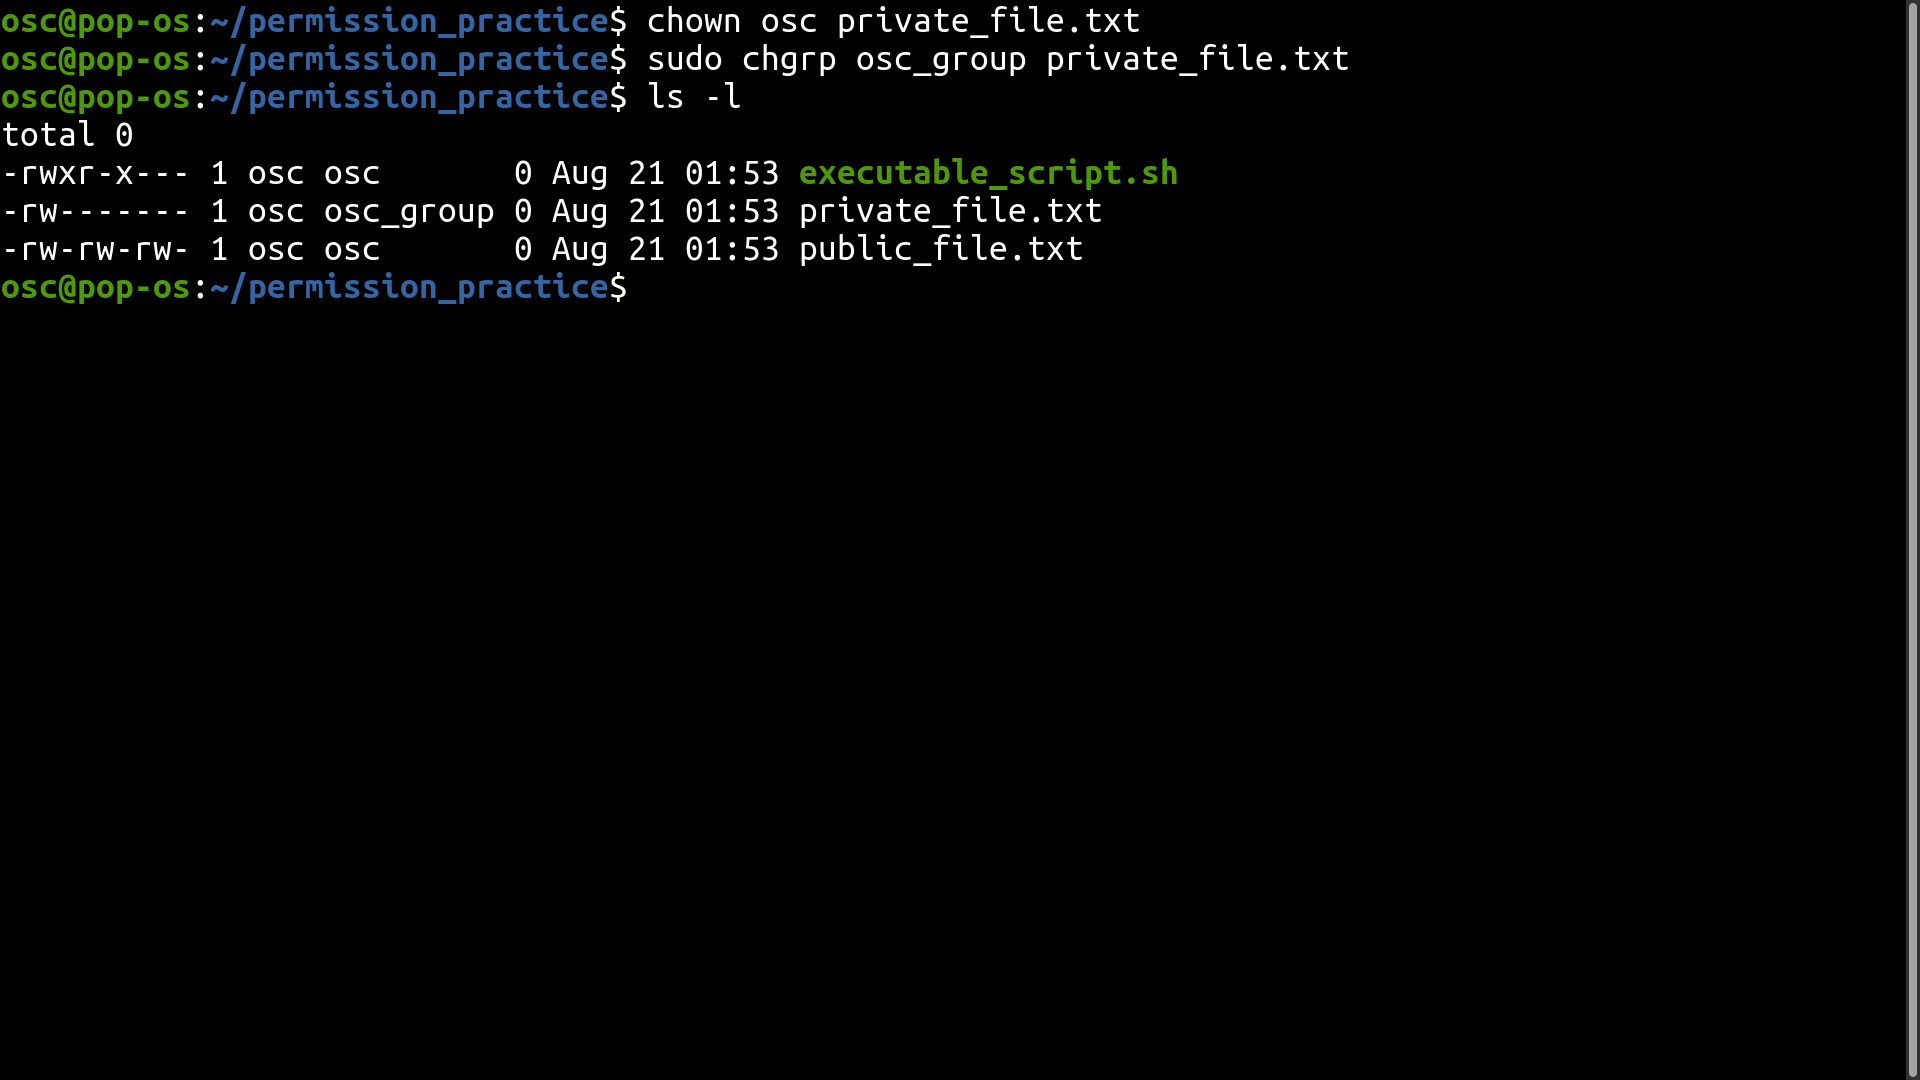 osc@pop-os:~/permission_practice$ chown osc private_file.txt
osc@pop-os:~/permission_practice$ sudo chgrp osc_group private_file.txt
osc@pop-os:~/permission_practice$ ls -l
total 0
-rwxr-x--- 1 osc osc       0 Aug 21 01:53 executable_script.sh
-rw------- 1 osc osc_group 0 Aug 21 01:53 private_file.txt
-rw-rw-rw- 1 osc osc       0 Aug 21 01:53 public_file.txt
osc@pop-os:~/permission_practice$